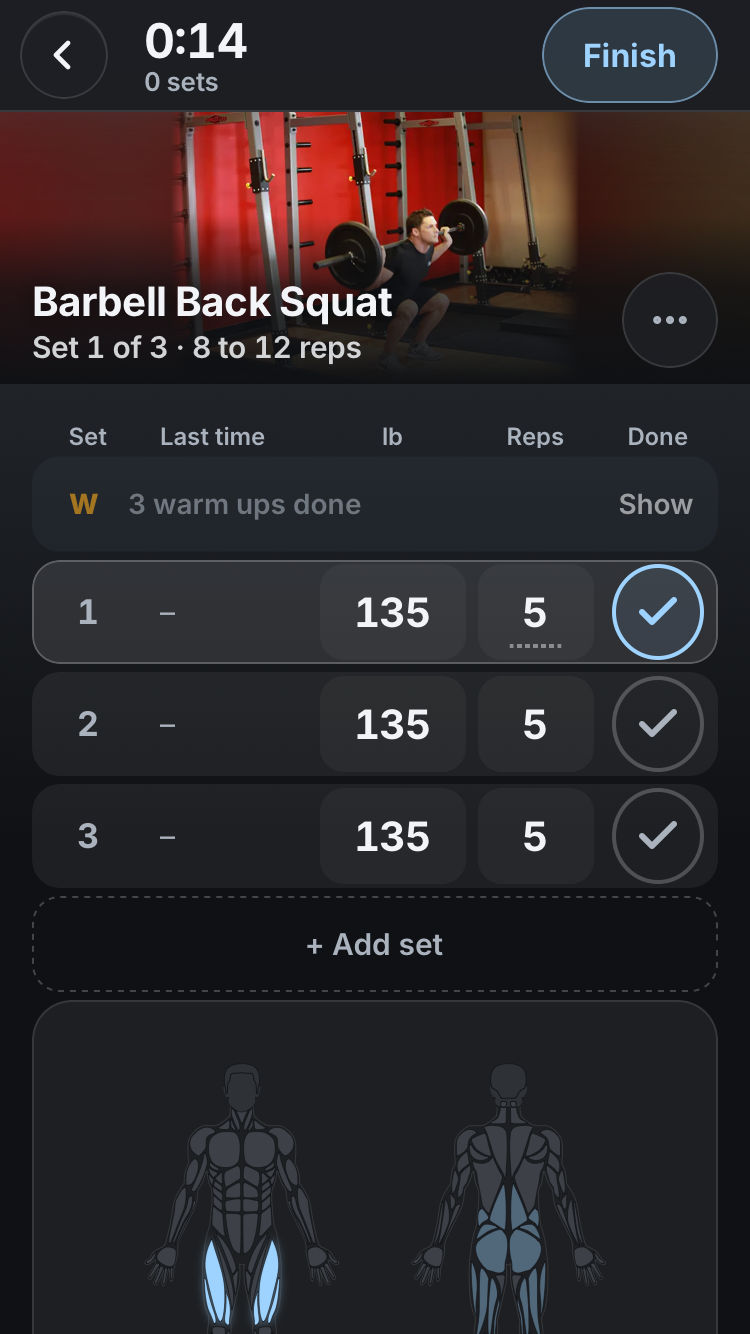 0:14
0 sets
Finish
Barbell Back Squat
Set 1 of 3 · 8 to 12 reps
Set Last time lb Reps Done
W 3 warm ups done Show
1 – 135 5
2 – 135 5
3 – 135 5
+ Add set